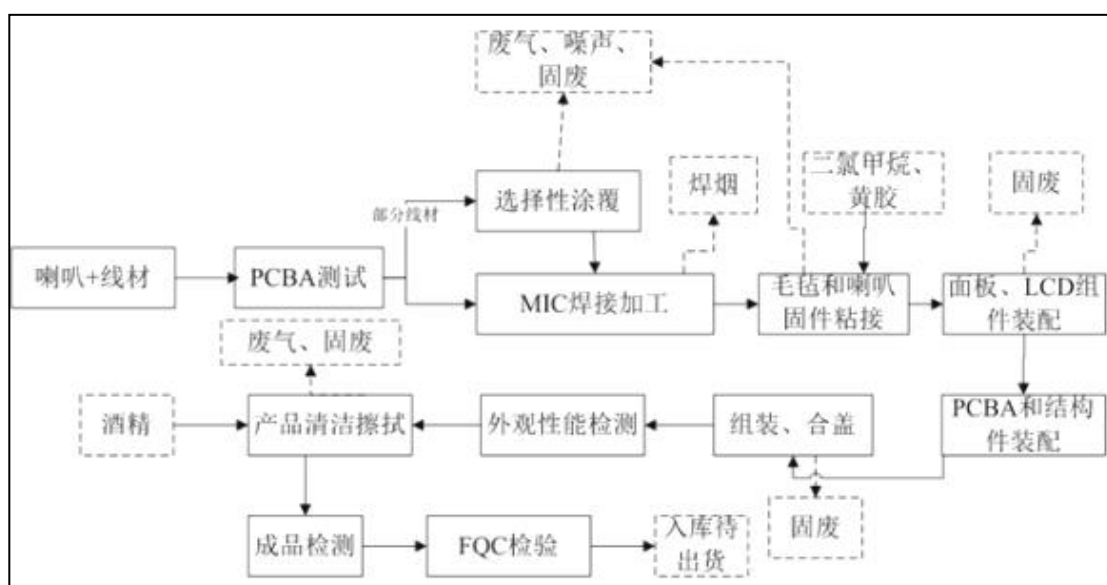 废气、噪声、
固废
二氯甲烷、
黄胶
焊烟
固废
选择性涂覆
部分线材
喇叭+线材
PCBA测试
MIC焊接加工
毛毡和喇叭
固件粘接
面板、LCD组
件装配
废气、固废
酒精
产品清洁擦拭
外观性能检测
组装、合盖
PCBA和结构
件装配
成品检测
FQC检验
入库待
出货
固废